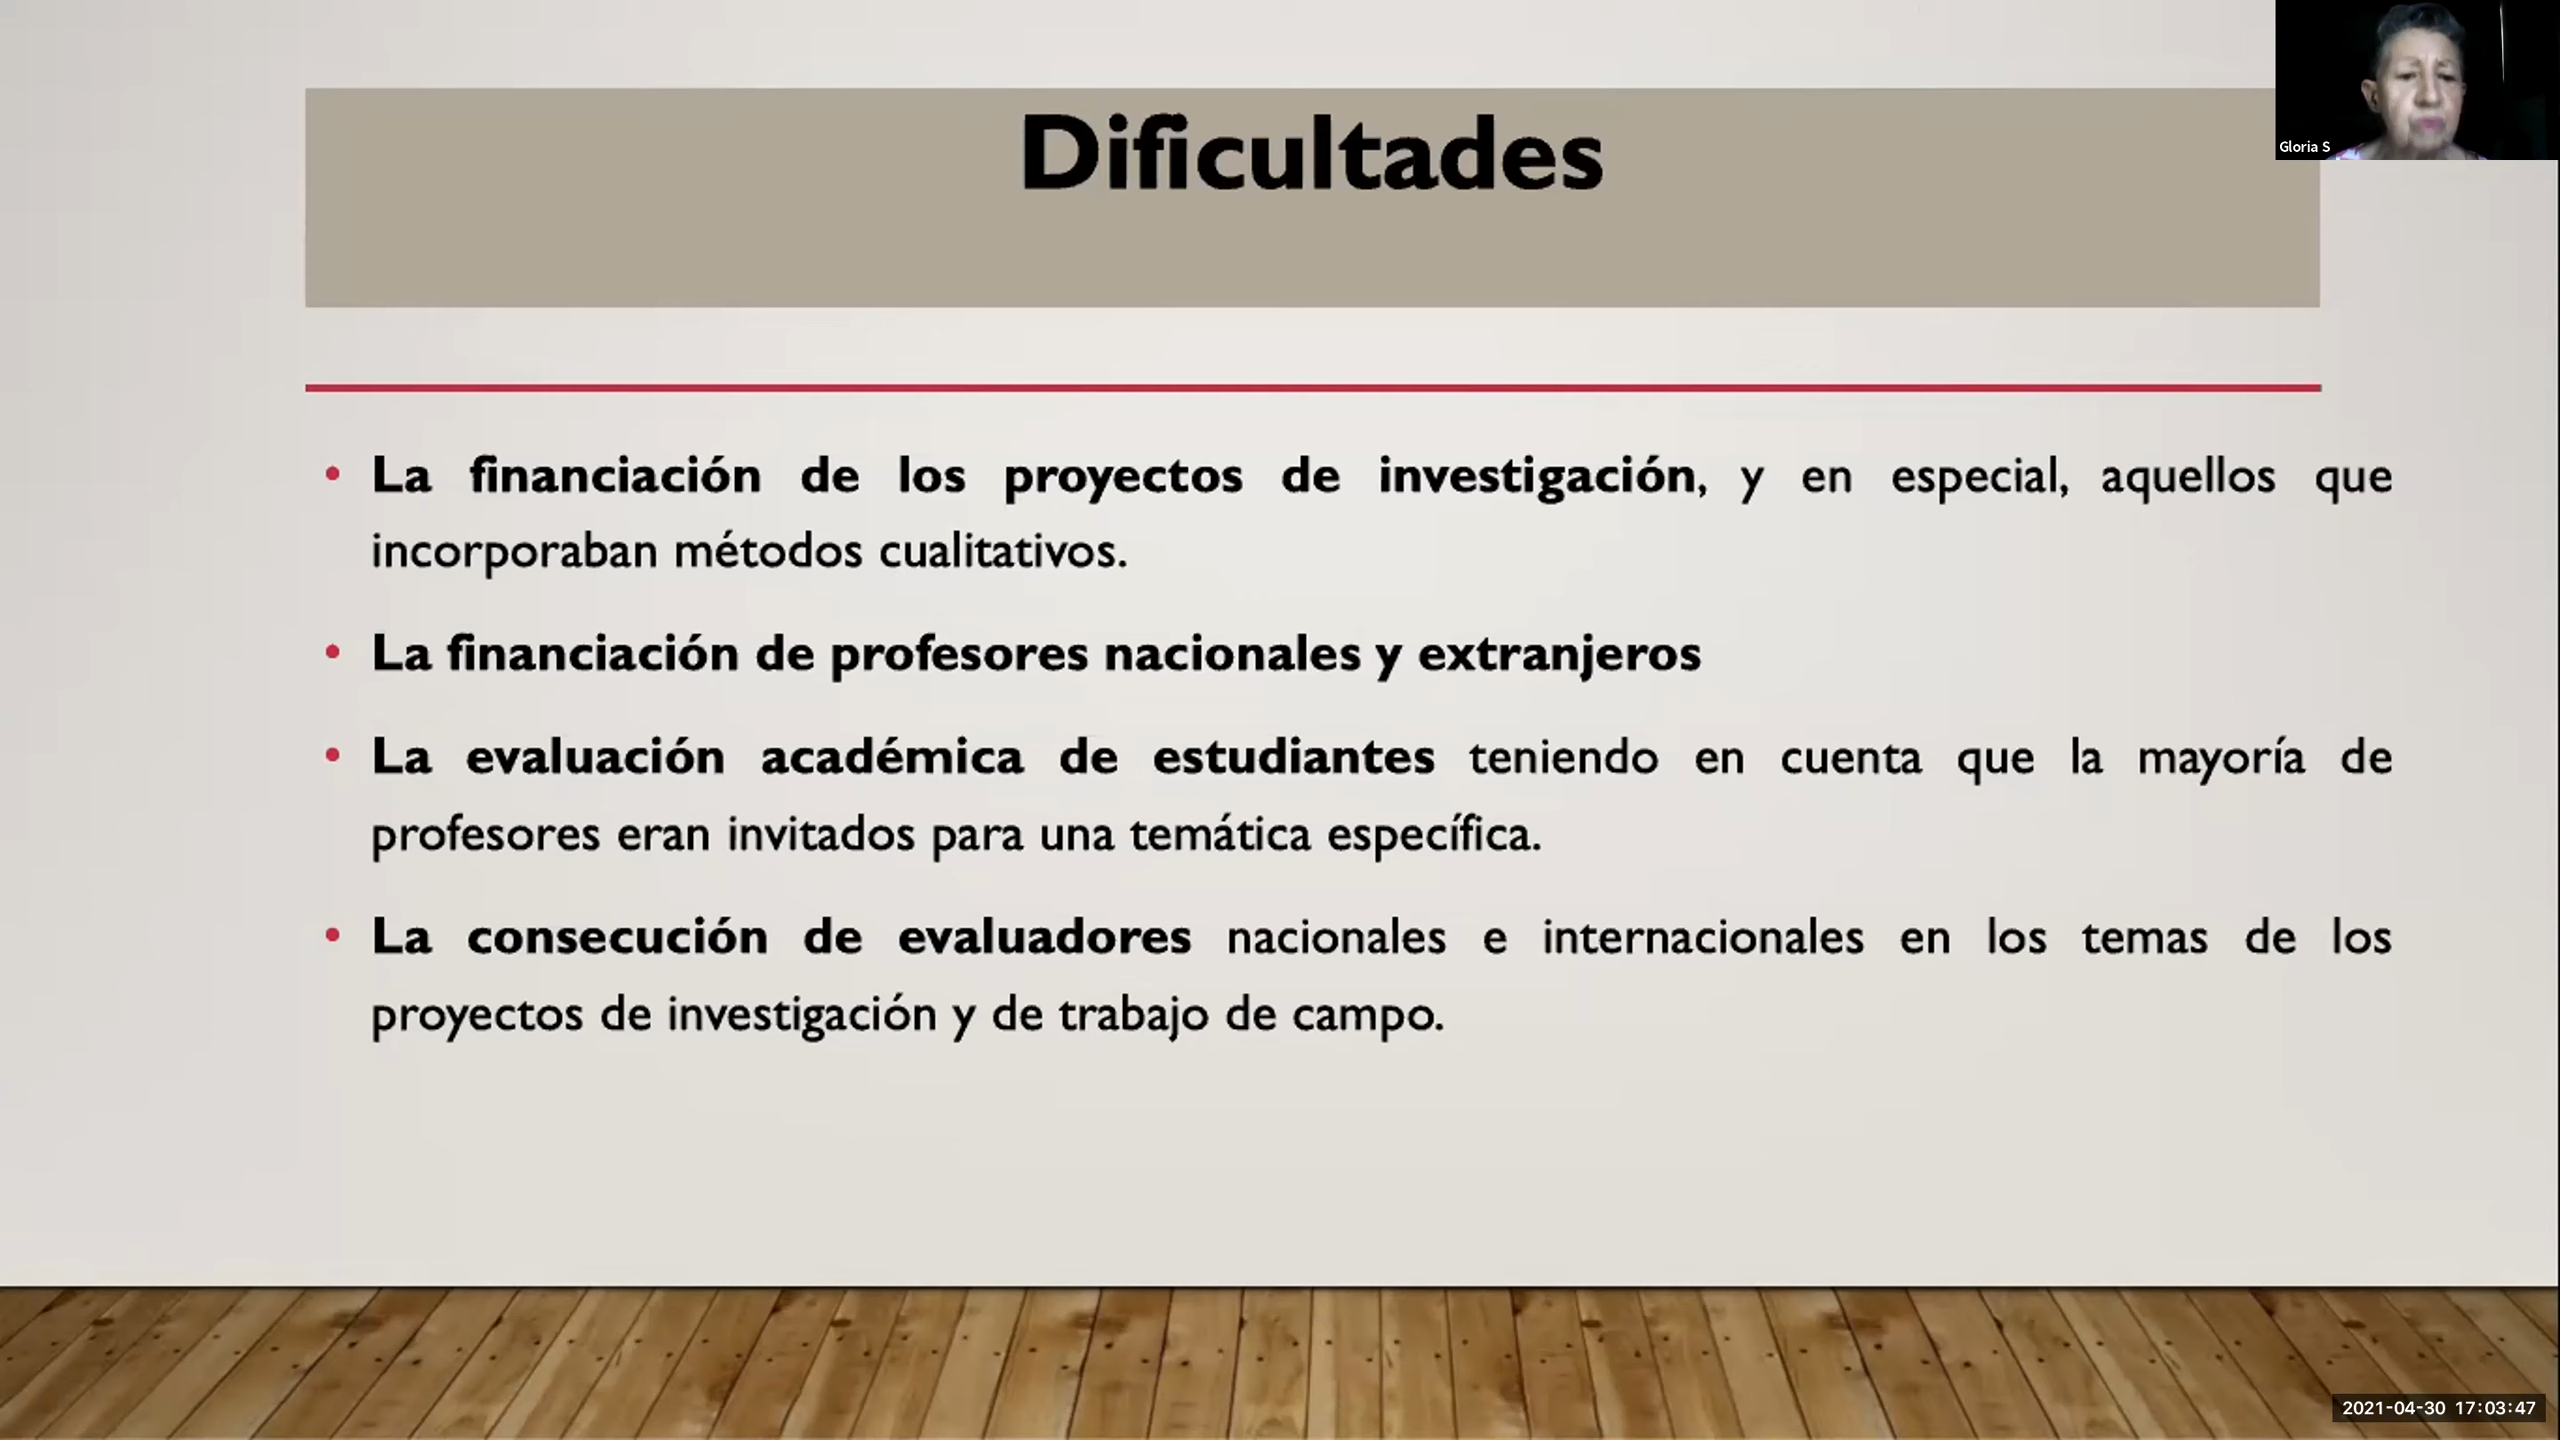 Dificultades
Gloria S
• La financiación de los proyectos de investigación, y en especial, aquellos que
incorporaban métodos cualitativos.
• La financiación de profesores nacionales y extranjeros
• La evaluación académica de estudiantes teniendo en cuenta que la mayoría de
profesores eran invitados para una temática específica.
• La consecución de evaluadores nacionales e internacionales en los temas de los
proyectos de investigación y de trabajo de campo.
2021-04-30 17:03:47